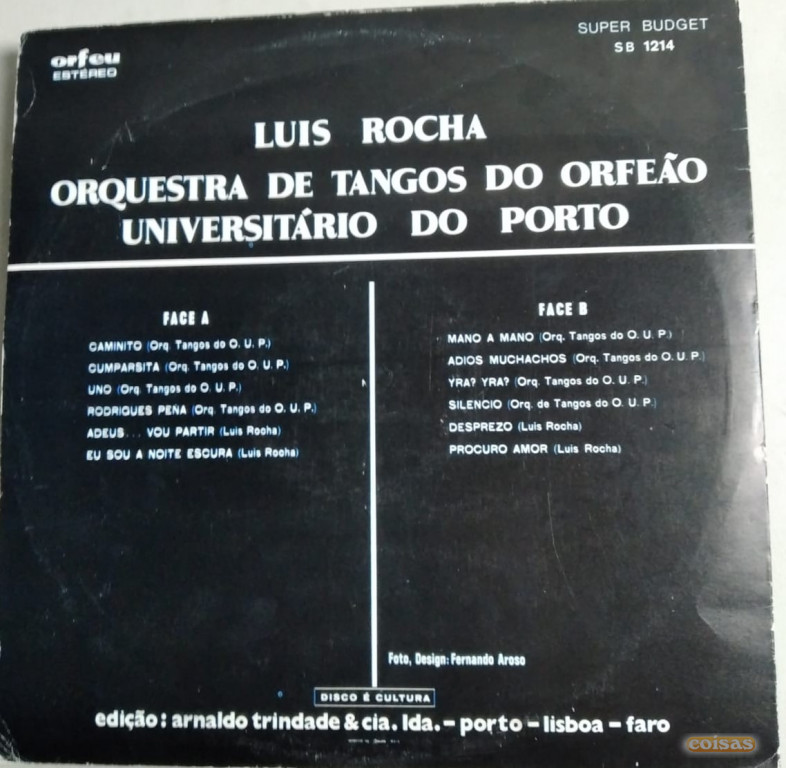 orfeu
ESTÉREO
SUPER BUDGET
SB 1214
LUIS ROCHA
ORQUESTRA DE TANGOS DO ORFEÃO
UNIVERSITÁRIO DO PORTO
FACE A
CAMINITO (Orq. Tangos do O. U. P.)
CUMPARSITA (Orq. Tangos do O. U. P.)
UNO (Orq. Tangos do O. U. P.)
RODRIGUES PEÑA (Orq. Tangos do O. U. P.)
ADEUS... VOU PARTIR (Luis Rocha)
EU SOU A NOITE ESCURA (Luis Rocha)
FACE B
MANO A MANO (Orq. Tangos do O. U. P.)
ADIOS MUCHACHOS (Orq. Tangos do O. U. P.)
YRA? YRA? (Orq. Tangos do O. U. P.)
SILENCIO (Orq. de Tangos do O. U. P.)
DESPREZO (Luis Rocha)
PROCURO AMOR (Luis Rocha)
Foto, Design: Fernando Aroso
DISCO É CULTURA
edição: arnaldo trindade & cia. lda. – porto – lisboa – faro
coisas